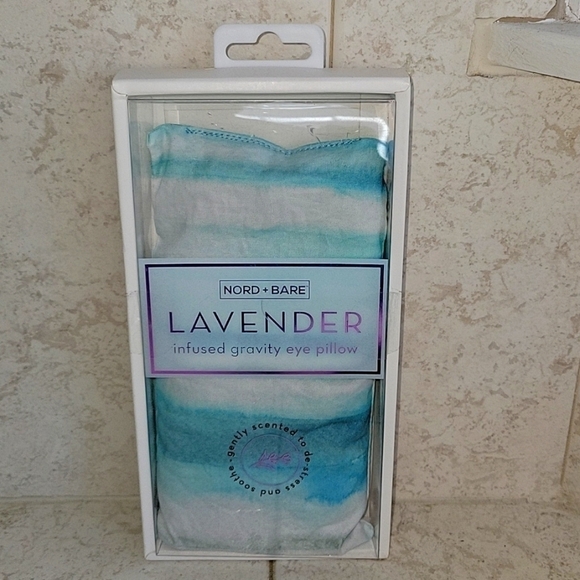 NORD + BARE
LAVENDER
infused gravity eye pillow
gently scented to de-stress and soothe